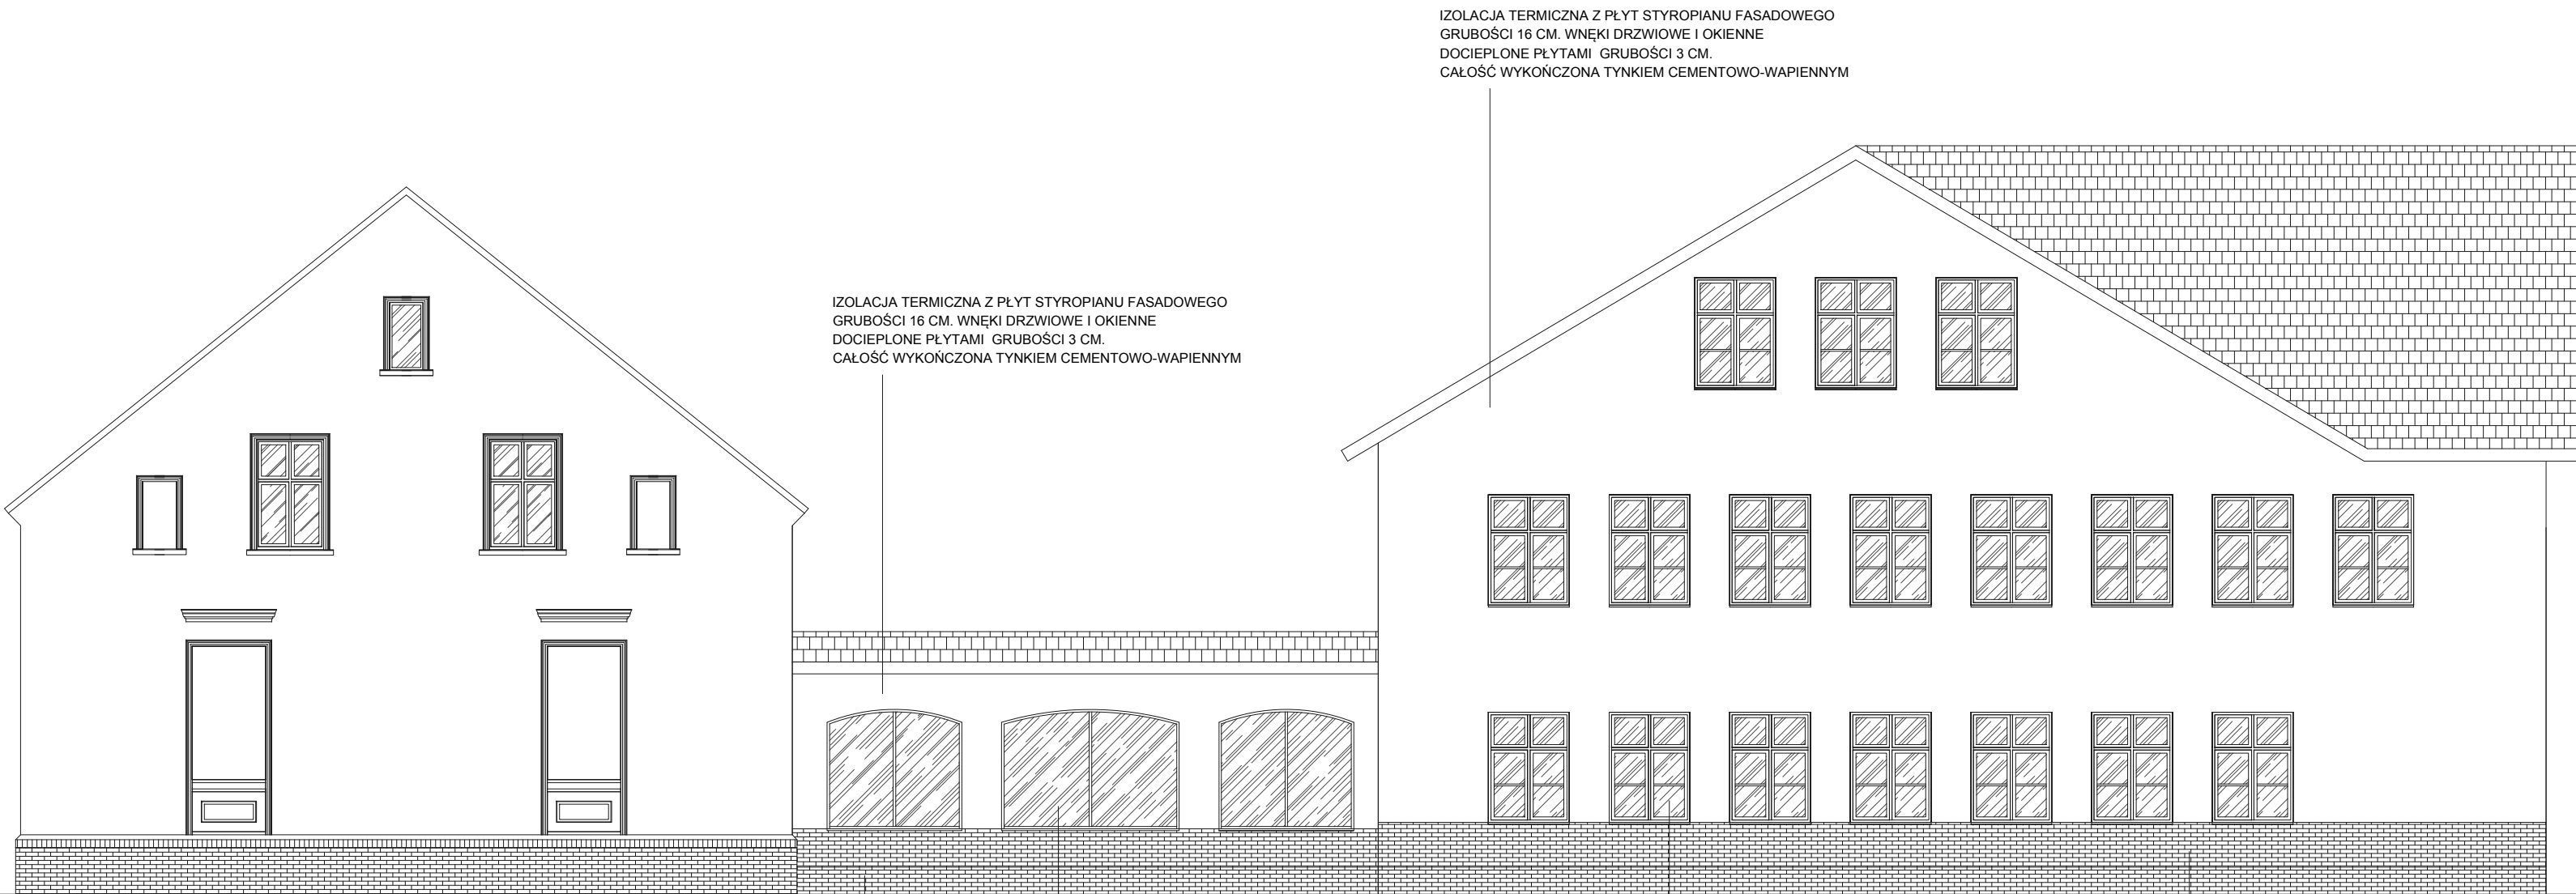 IZOLACJA TERMICZNA Z PŁYT STYROPIANU FASADOWEGO
GRUBOŚCI 16 CM. WNĘKI DRZWIOWE I OKIENNE
DOCIEPLONE PŁYTAMI  GRUBOŚCI 3 CM.
CAŁOŚĆ WYKOŃCZONA TYNKIEM CEMENTOWO-WAPIENNYM
IZOLACJA TERMICZNA Z PŁYT STYROPIANU FASADOWEGO
GRUBOŚCI 16 CM. WNĘKI DRZWIOWE I OKIENNE
DOCIEPLONE PŁYTAMI  GRUBOŚCI 3 CM.
CAŁOŚĆ WYKOŃCZONA TYNKIEM CEMENTOWO-WAPIENNYM